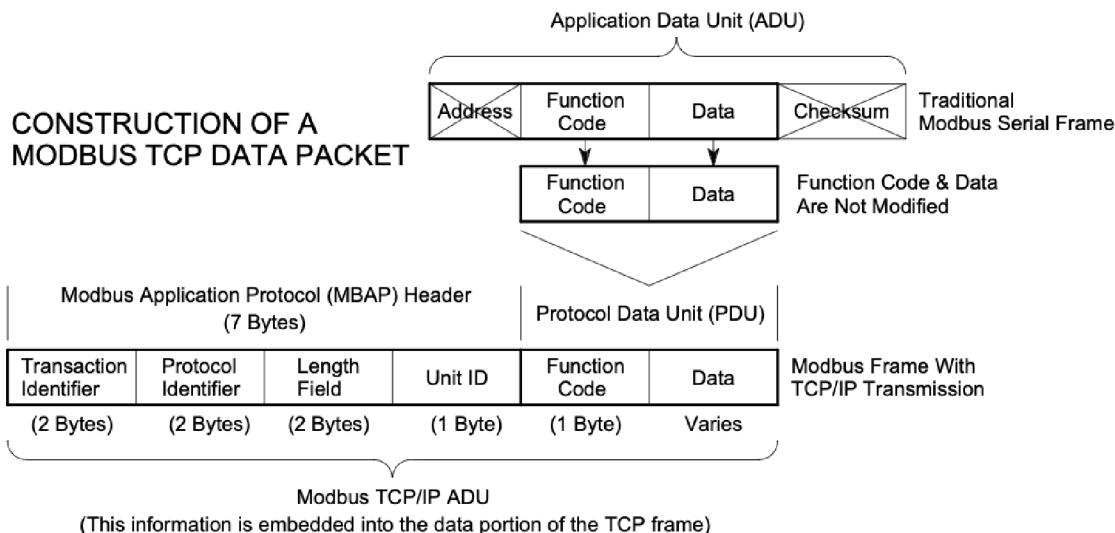 Application Data Unit (ADU)
CONSTRUCTION OF A
MODBUS TCP DATA PACKET
Address
Function
Code
Data
Checksum
Traditional
Modbus Serial Frame
Function
Code
Data
Function Code & Data
Are Not Modified
Modbus Application Protocol (MBAP) Header
(7 Bytes)
Protocol Data Unit (PDU)
Transaction
Identifier
Protocol
Identifier
Length
Field
Unit ID
Function
Code
Data
Modbus Frame With
TCP/IP Transmission
(2 Bytes)
(2 Bytes)
(2 Bytes)
(1 Byte)
(1 Byte)
Varies
Modbus TCP/IP ADU
(This information is embedded into the data portion of the TCP frame)